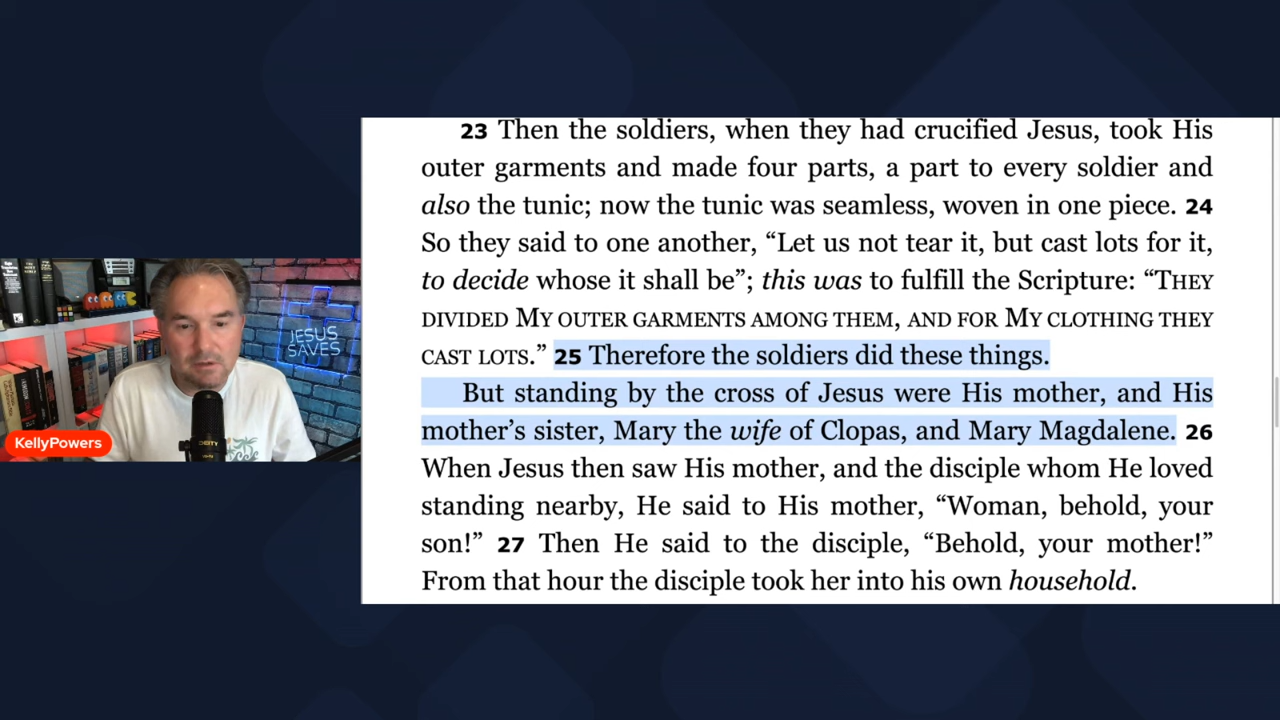 23 Then the soldiers, when they had crucified Jesus, took His
outer garments and made four parts, a part to every soldier and
also the tunic; now the tunic was seamless, woven in one piece. 24
So they said to one another, “Let us not tear it, but cast lots for it,
to decide whose it shall be”; this was to fulfill the Scripture: “THEY
DIVIDED MY OUTER GARMENTS AMONG THEM, AND FOR MY CLOTHING THEY
CAST LOTS.” 25 Therefore the soldiers did these things.
But standing by the cross of Jesus were His mother, and His
mother’s sister, Mary the wife of Clopas, and Mary Magdalene. 26
When Jesus then saw His mother, and the disciple whom He loved
standing nearby, He said to His mother, “Woman, behold, your
son!” 27 Then He said to the disciple, “Behold, your mother!”
From that hour the disciple took her into his own household.
JESUS
SAVES
KellyPowers